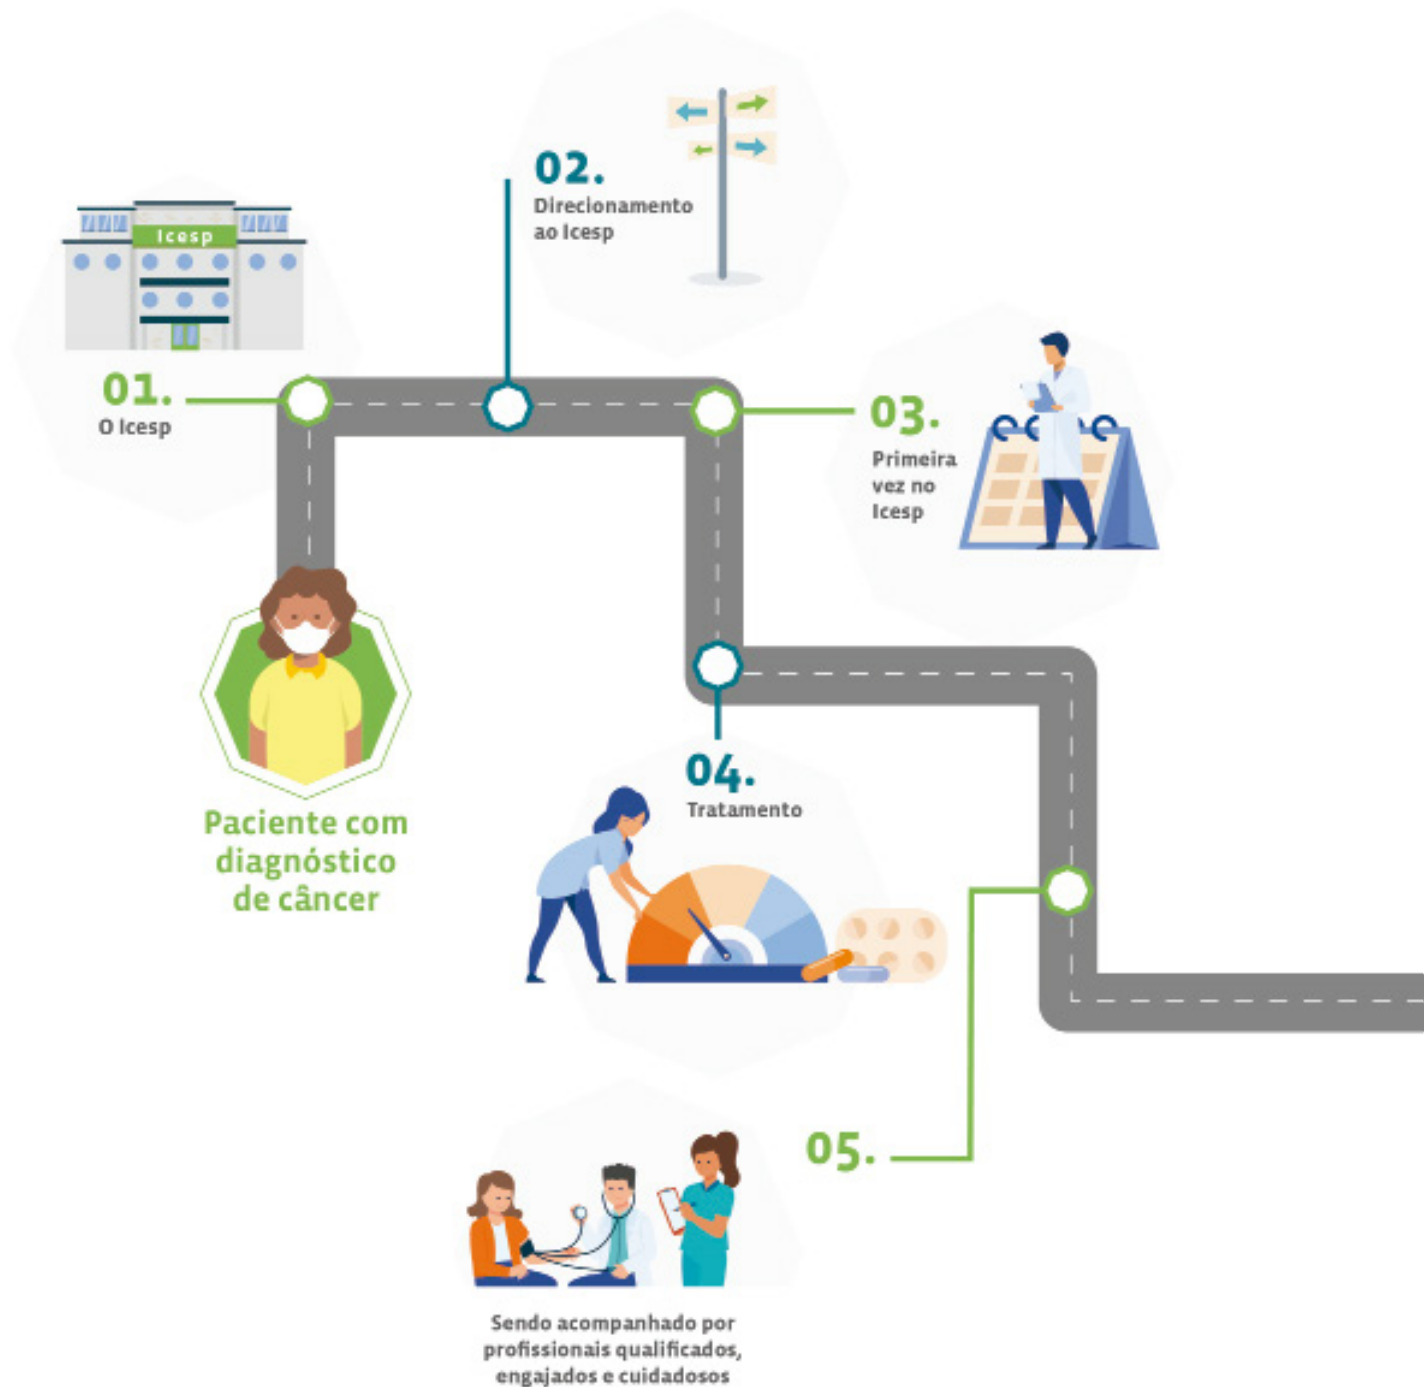 02.
Direcionamento
ao Icesp
Icesp
01.
O Icesp
03.
Primeira
vez no
Icesp
Paciente com
diagnóstico
de câncer
04.
Tratamento
05.
Sendo acompanhado por
profissionais qualificados,
engajados e cuidadosos